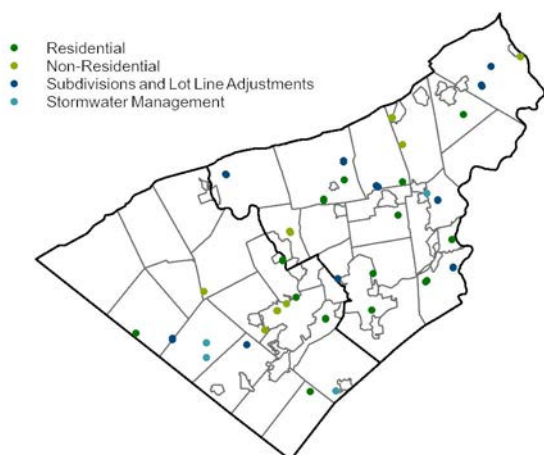 Residential
Non-Residential
Subdivisions and Lot Line Adjustments
Stormwater Management